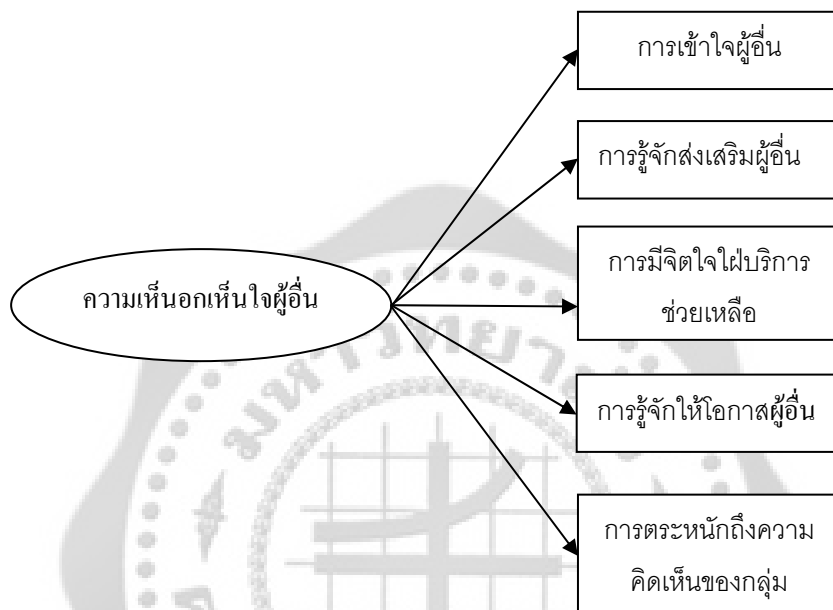 การเข้าใจผู้อื่น
การรู้จักส่งเสริมผู้อื่น
ความเห็นอกเห็นใจผู้อื่น
การมีจิตใจใฝ่บริการ
ช่วยเหลือ
การรู้จักให้โอกาสผู้อื่น
การตระหนักถึงความ
คิดเห็นของกลุ่ม